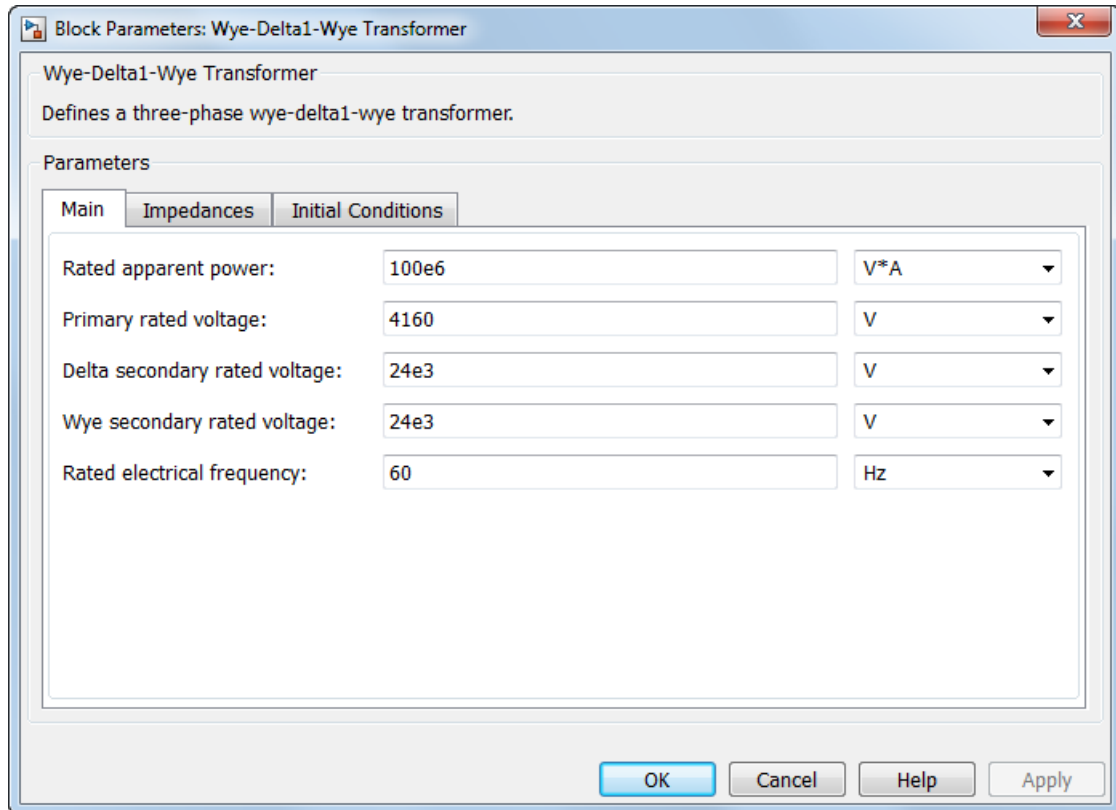 Block Parameters: Wye-Delta1-Wye Transformer
Wye-Delta1-Wye Transformer
Defines a three-phase wye-delta1-wye transformer.
Parameters
Main Impedances Initial Conditions
Rated apparent power: 100e6 V*A
Primary rated voltage: 4160 V
Delta secondary rated voltage: 24e3 V
Wye secondary rated voltage: 24e3 V
Rated electrical frequency: 60 Hz
OK Cancel Help Apply